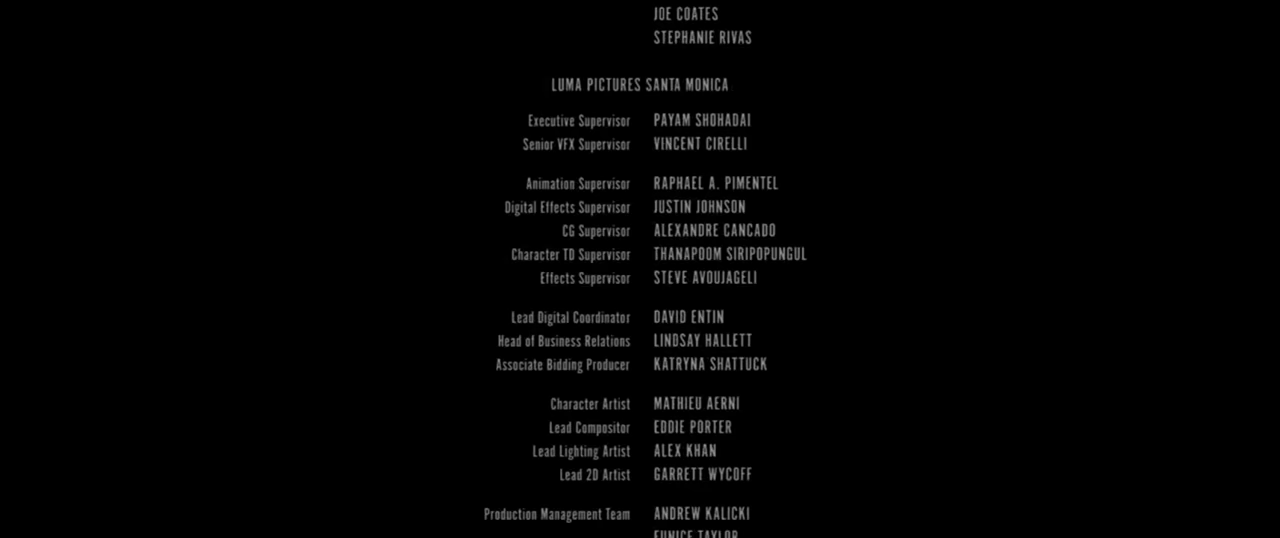 JOE COATES
STEPHANIE RIVAS
LUMA PICTURES SANTA MONICA
Executive Supervisor PAYAM SHOHADAI
Senior VFX Supervisor VINCENT CIRELLI
Animation Supervisor RAPHAEL A. PIMENTEL
Digital Effects Supervisor JUSTIN JOHNSON
CG Supervisor ALEXANDRE CANCADO
Character TD Supervisor THANAPOOM SIRIPOPUNGUL
Effects Supervisor STEVE AVOUJAGELI
Lead Digital Coordinator DAVID ENTIN
Head of Business Relations LINDSAY HALLETT
Associate Bidding Producer KATRYNA SHATTUCK
Character Artist MATHIEU AERNI
Lead Compositor EDDIE PORTER
Lead Lighting Artist ALEX KHAN
Lead 2D Artist GARRETT WYCOFF
Production Management Team ANDREW KALICKI
EUNICE TAYLOR